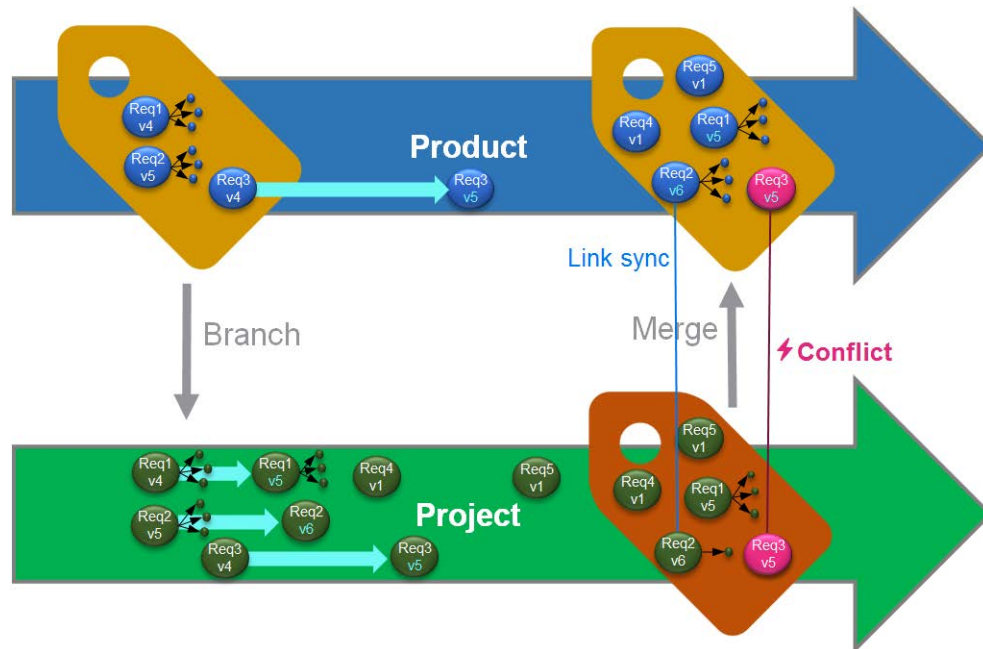 Req5
v1
Req1
v4
Req4
v1
Req1
v5
Product
Req2
v5
Req3
v4
Req3
v5
Req2
v6
Req3
v5
Link sync
Branch
Merge
Conflict
Req5
v1
Req1
v4
Req1
v5
Req4
v1
Req5
v1
Req4
v1
Req1
v5
Project
Req2
v5
Req2
v6
Req3
v4
Req3
v5
Req2
v6
Req3
v5